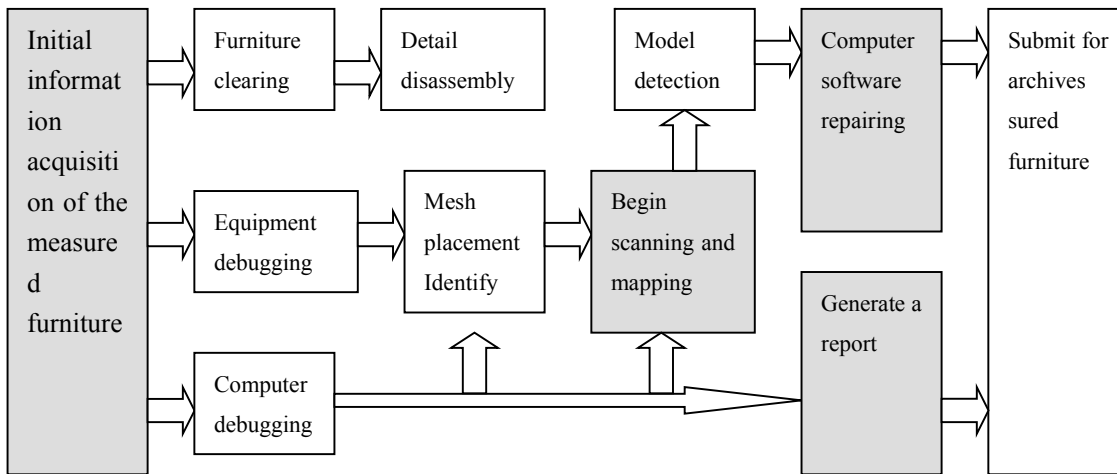 Initial
informat
ion
acquisiti
on of the
measure
d
furniture
Furniture
clearing
Detail
disassembly
Model
detection
Computer
software
repairing
Submit for
archives
sured
furniture
Equipment
debugging
Mesh
placement
Identify
Begin
scanning and
mapping
Generate a
report
Computer
debugging